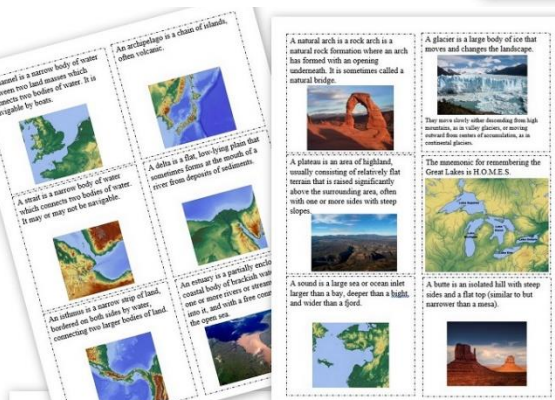 annel is a narrow body of water
ween two land masses which
nnects two bodies of water. It is
vigable by boats.
An archipelago is a chain of islands,
often volcanic.
A strait is a narrow body of water
which connects two bodies of water.
It may or may not be navigable.
A delta is a flat, low-lying plain that
sometimes forms at the mouth of a
river from deposits of sediments.
An isthmus is a narrow strip of land,
bordered on both sides by water,
connecting two larger bodies of land.
An estuary is a partially enclo
coastal body of brackish wate
one or more rivers or stream
into it, and with a free conn
the open sea.
A natural arch is a rock arch is a
natural rock formation where an arch
has formed with an opening
underneath. It is sometimes called a
natural bridge.
A glacier is a large body of ice that
moves and changes the landscape.
They move slowly either descending from high
mountains, as in valley glaciers, or moving
outward from centers of accumulation, as in
continental glaciers.
A plateau is an area of highland,
usually consisting of relatively flat
terrain that is raised significantly
above the surrounding area, often
with one or more sides with steep
slopes.
The mnemonic for remembering the
Great Lakes is H.O.M.E.S.
A sound is a large sea or ocean inlet
larger than a bay, deeper than a bight,
and wider than a fjord.
A butte is an isolated hill with steep
sides and a flat top (similar to but
narrower than a mesa).